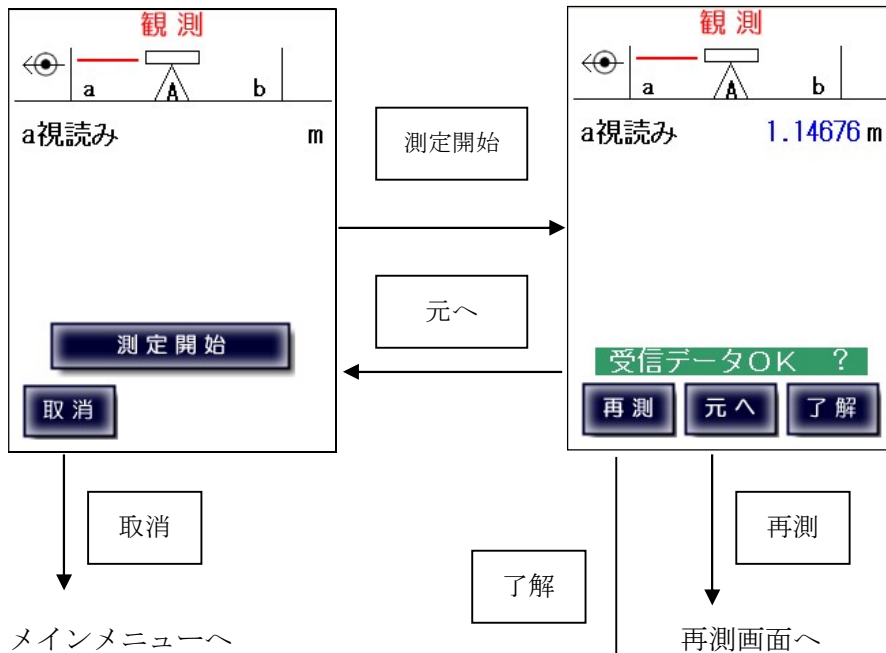 観測
a
A
b
a視読み m
測定開始
取消
測定開始
元へ
観測
a
A
b
a視読み 1.14676 m
受信データOK ?
再測 元へ 了解
取消
メインメニューへ
了解
再測
再測画面へ